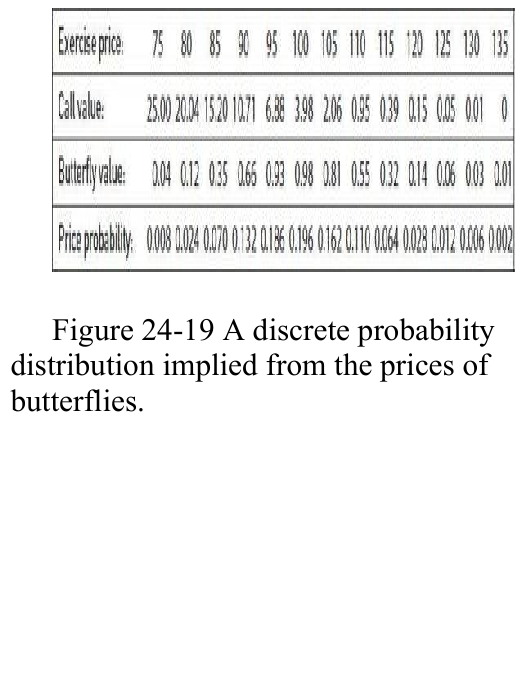 Exercise price: 75 80 85 90 95 100 105 110 115 120 125 130 135
Call value: 25.00 20.04 15.20 10.71 6.88 3.98 2.06 0.95 0.39 0.15 0.05 0.01 0
Butterfly value: 0.04 0.12 0.35 0.66 0.93 0.98 0.81 0.55 0.32 0.14 0.06 0.03 0.01
Price probability: 0.008 0.024 0.070 0.132 0.186 0.196 0.162 0.110 0.064 0.028 0.012 0.006 0.002
Figure 24-19 A discrete probability
distribution implied from the prices of
butterflies.